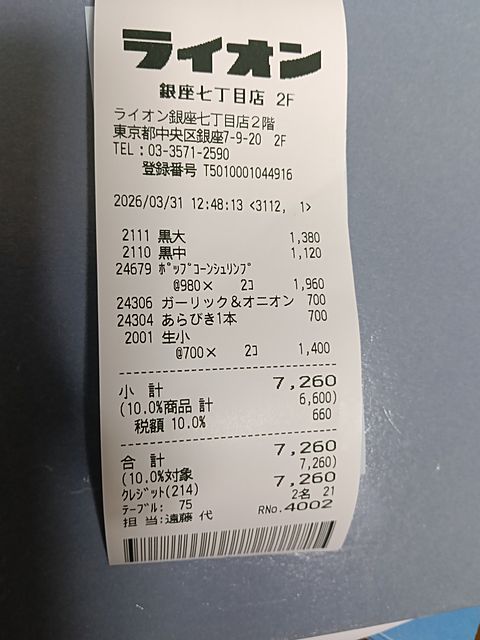 ライオン
銀座七丁目店 2F
ライオン銀座七丁目店2階
東京都中央区銀座7-9-20 2F
TEL:03-3571-2590
登録番号 T5010001044916
2026/03/31 12:48:13 <3112, 1>
2111 黒大 1,380
2110 黒中 1,120
24679 ﾎﾟｯﾌﾟｺｰﾝｼｭﾘﾝﾌﾟ
@980× 2ｺ 1,960
24306 ガーリック&オニオン 700
24304 あらびき1本 700
2001 生小
@700× 2ｺ 1,400
小 計 7,260
(10.0%商品 計 6,600)
税額 10.0% 660
合 計 7,260
(10.0%対象 7,260)
ｸﾚｼﾞｯﾄ(214) 7,260
ﾃｰﾌﾞﾙ: 75 2名 21
担 当:遠藤 代 RNo.4002